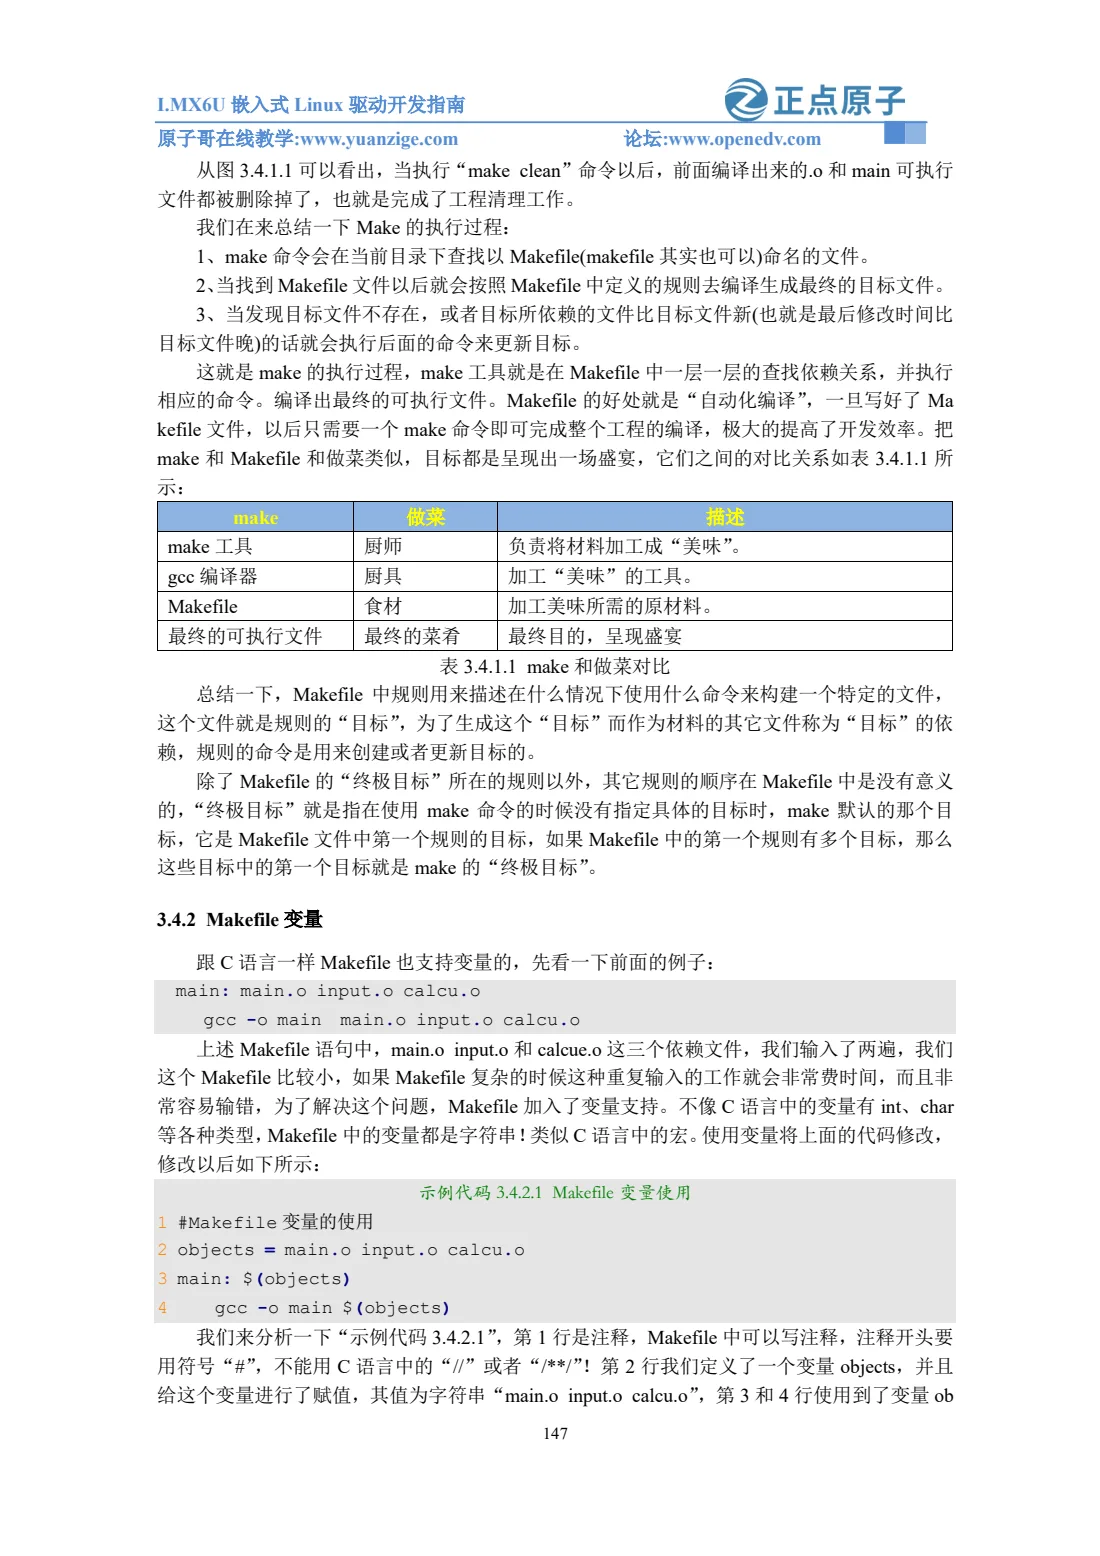 I.MX6U 嵌入式 Linux 驱动开发指南
正点原子
原子哥在线教学:www.yuanzige.com 论坛:www.openedv.com
从图 3.4.1.1 可以看出，当执行“make clean”命令以后，前面编译出来的.o 和 main 可执行
文件都被删除掉了，也就是完成了工程清理工作。
我们在来总结一下 Make 的执行过程：
1、make 命令会在当前目录下查找以 Makefile(makefile 其实也可以)命名的文件。
2、当找到 Makefile 文件以后就会按照 Makefile 中定义的规则去编译生成最终的目标文件。
3、当发现目标文件不存在，或者目标所依赖的文件比目标文件新(也就是最后修改时间比
目标文件晚)的话就会执行后面的命令来更新目标。
这就是 make 的执行过程，make 工具就是在 Makefile 中一层一层的查找依赖关系，并执行
相应的命令。编译出最终的可执行文件。Makefile 的好处就是“自动化编译”，一旦写好了 Ma
kefile 文件，以后只需要一个 make 命令即可完成整个工程的编译，极大的提高了开发效率。把
make 和 Makefile 和做菜类似，目标都是呈现出一场盛宴，它们之间的对比关系如表 3.4.1.1 所
示：
make 做菜 描述
make 工具 厨师 负责将材料加工成“美味”。
gcc 编译器 厨具 加工“美味”的工具。
Makefile 食材 加工美味所需的原材料。
最终的可执行文件 最终的菜肴 最终目的，呈现盛宴
表 3.4.1.1 make 和做菜对比
总结一下，Makefile 中规则用来描述在什么情况下使用什么命令来构建一个特定的文件，
这个文件就是规则的“目标”，为了生成这个“目标”而作为材料的其它文件称为“目标”的依
赖，规则的命令是用来创建或者更新目标的。
除了 Makefile 的“终极目标”所在的规则以外，其它规则的顺序在 Makefile 中是没有意义
的，“终极目标”就是指在使用 make 命令的时候没有指定具体的目标时，make 默认的那个目
标，它是 Makefile 文件中第一个规则的目标，如果 Makefile 中的第一个规则有多个目标，那么
这些目标中的第一个目标就是 make 的“终极目标”。
3.4.2 Makefile 变量
跟 C 语言一样 Makefile 也支持变量的，先看一下前面的例子：
main: main.o input.o calcu.o
gcc -o main main.o input.o calcu.o
上述 Makefile 语句中，main.o input.o 和 calcue.o 这三个依赖文件，我们输入了两遍，我们
这个 Makefile 比较小，如果 Makefile 复杂的时候这种重复输入的工作就会非常费时间，而且非
常容易输错，为了解决这个问题，Makefile 加入了变量支持。不像 C 语言中的变量有 int、char
等各种类型，Makefile 中的变量都是字符串！类似 C 语言中的宏。使用变量将上面的代码修改，
修改以后如下所示：
示例代码 3.4.2.1 Makefile 变量使用
1 #Makefile 变量的使用
2 objects = main.o input.o calcu.o
3 main: $(objects)
4 gcc -o main $(objects)
我们来分析一下“示例代码 3.4.2.1”，第 1 行是注释，Makefile 中可以写注释，注释开头要
用符号“#”，不能用 C 语言中的“//”或者“/**/”！第 2 行我们定义了一个变量 objects，并且
给这个变量进行了赋值，其值为字符串“main.o input.o calcu.o”，第 3 和 4 行使用到了变量 ob
147